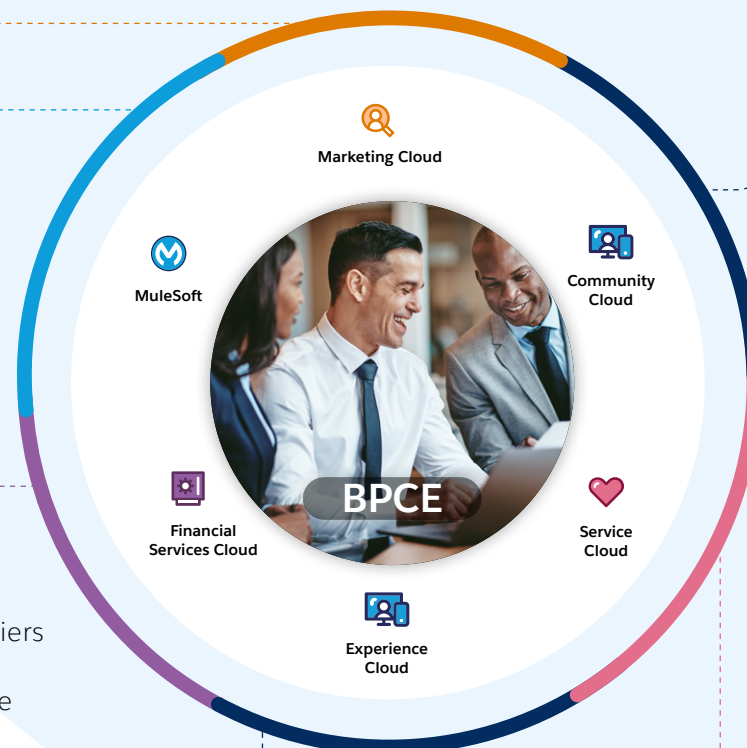 Marketing Cloud
Community
Cloud
MuleSoft
BPCE
Financial
Services Cloud
Service
Cloud
iers
Experience
Cloud
e